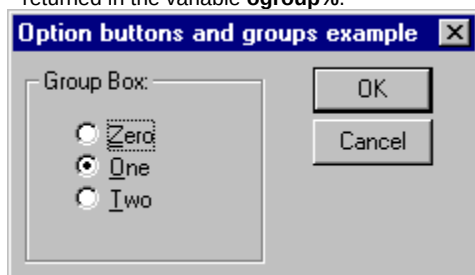 returned in the variable ogroup%.
Option buttons and groups example
Group Box:
Zero
One
Two
OK
Cancel